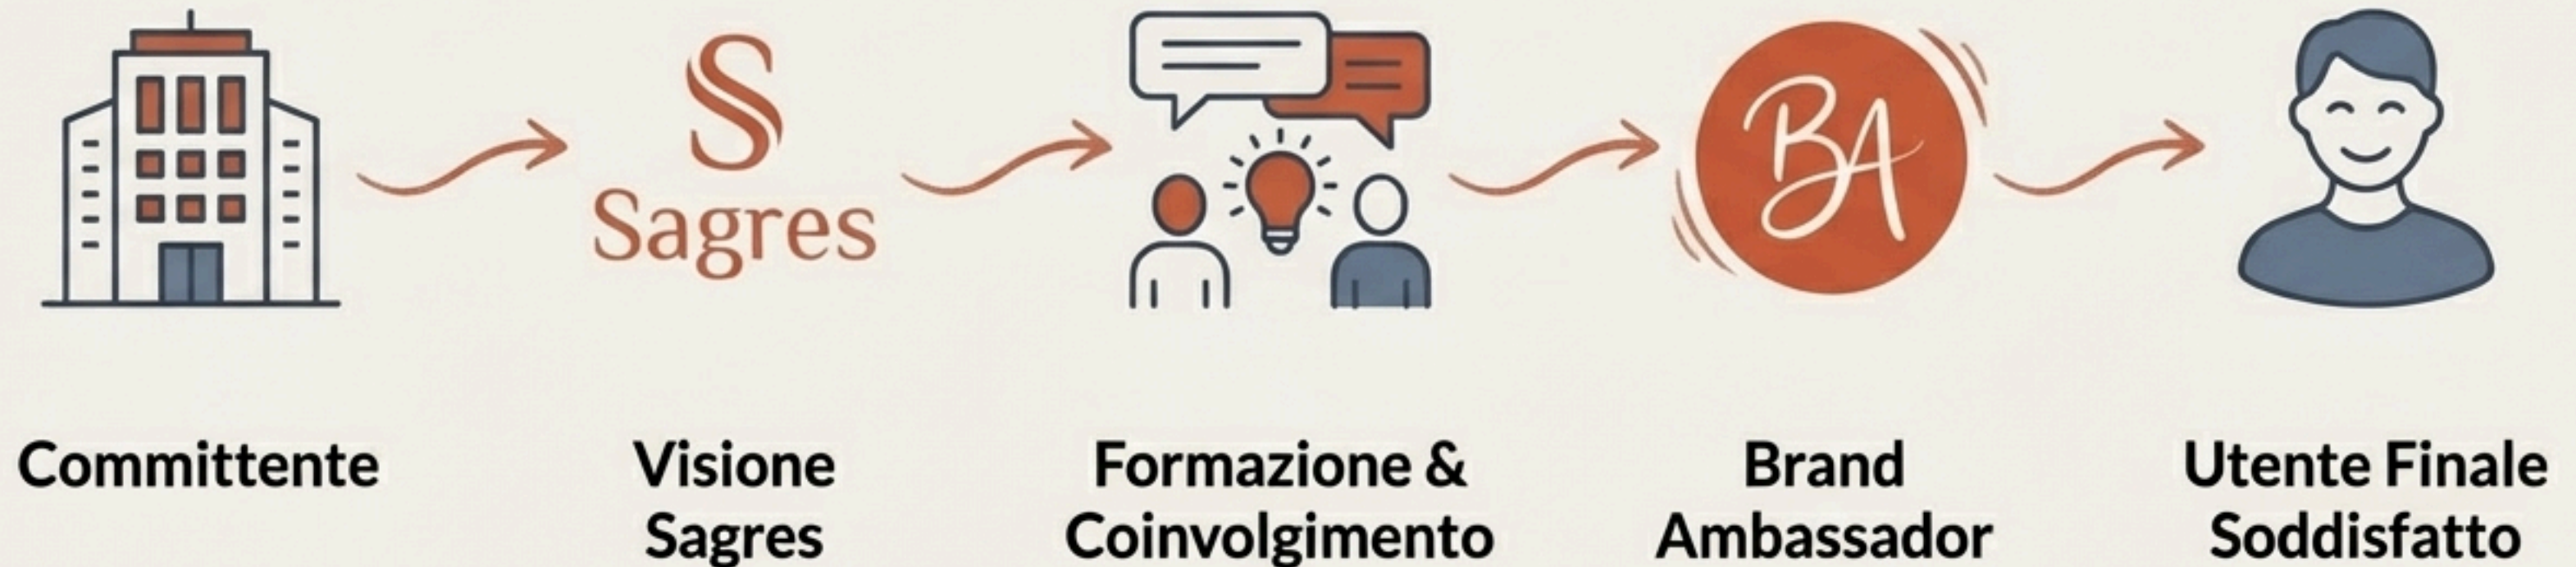 S
Sagres
BA
Committente
Visione
Sagres
Formazione &
Coinvolgimento
Brand
Ambassador
Utente Finale
Soddisfatto